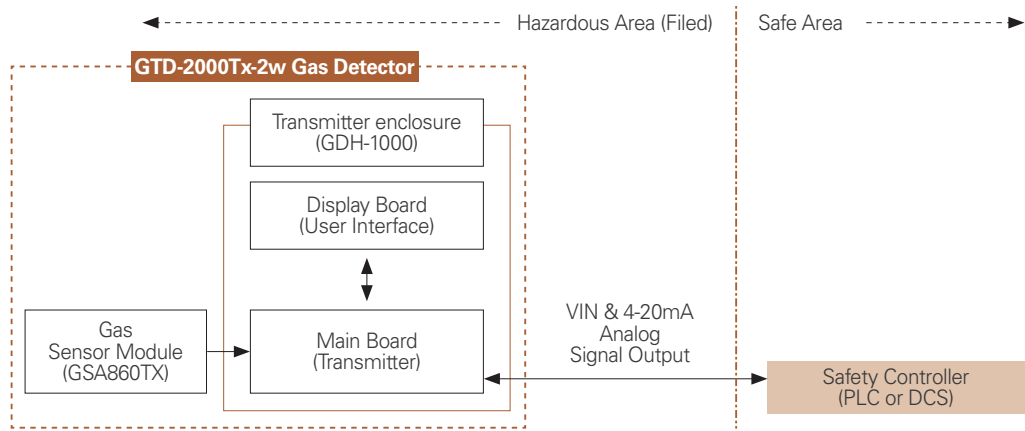 Hazardous Area (Filed)
Safe Area
GTD-2000Tx-2w Gas Detector
Transmitter enclosure
(GDH-1000)
Display Board
(User Interface)
Gas
Sensor Module
(GSA860TX)
Main Board
(Transmitter)
VIN & 4-20mA
Analog
Signal Output
Safety Controller
(PLC or DCS)